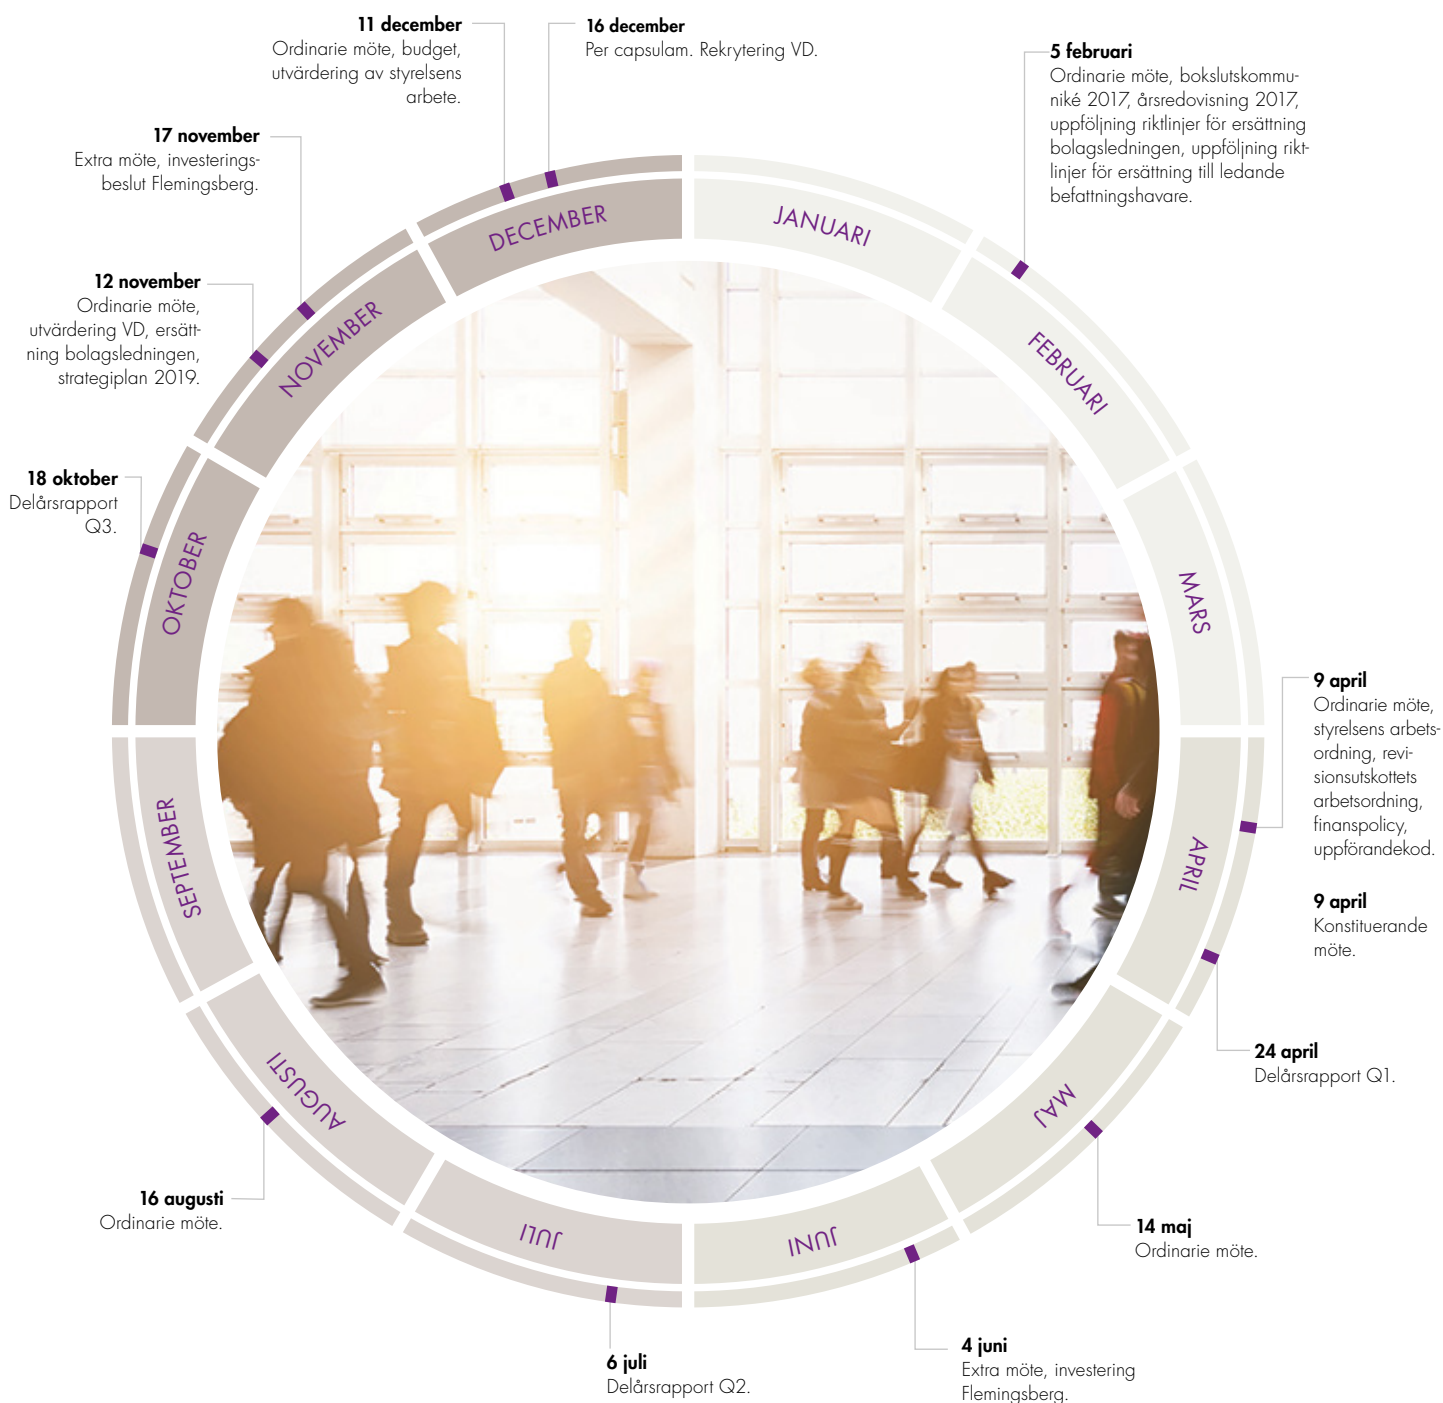 11 december
Ordinarie möte, budget,
utvärdering av styrelsens
arbete.
16 december
Per capsulam. Rekrytering VD.
5 februari
Ordinarie möte, bokslutskommu-
niké 2017, årsredovisning 2017,
uppföljning riktlinjer för ersättning
bolagsledningen, uppföljning rikt-
linjer för ersättning till ledande
befattningshavare.
17 november
Extra möte, investerings-
beslut Flemingsberg.
12 november
Ordinarie möte,
utvärdering VD, ersätt-
ning bolagsledningen,
strategiplan 2019.
18 oktober
Delårsrapport
Q3.
JANUARI
FEBRUARI
MARS
APRIL
MAJ
JUNI
JULI
AUGUSTI
SEPTEMBER
OKTOBER
NOVEMBER
DECEMBER
9 april
Ordinarie möte,
styrelsens arbets-
ordning, revi-
sionsutskottets
arbetsordning,
finanspolicy,
uppförandekod.
9 april
Konstituerande
möte.
24 april
Delårsrapport Q1.
14 maj
Ordinarie möte.
4 juni
Extra möte, investering
Flemingsberg.
6 juli
Delårsrapport Q2.
16 augusti
Ordinarie möte.